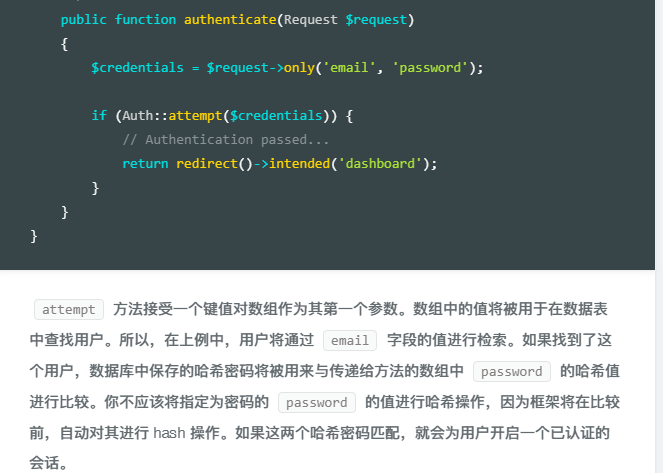 public function authenticate(Request $request)
{
$credentials = $request->only('email', 'password');
if (Auth::attempt($credentials)) {
// Authentication passed...
return redirect()->intended('dashboard');
}
}
}
attempt 方法接受一个键值对数组作为其第一个参数。数组中的值将被用于在数据表
中查找用户。所以，在上例中，用户将通过 email 字段的值进行检索。如果找到了这
个用户，数据库中保存的哈希密码将被用来与传递给方法的数组中 password 的哈希值
进行比较。你不应该将指定为密码的 password 的值进行哈希操作，因为框架将在比较
前，自动对其进行 hash 操作。如果这两个哈希密码匹配，就会为用户开启一个已认证的
会话。